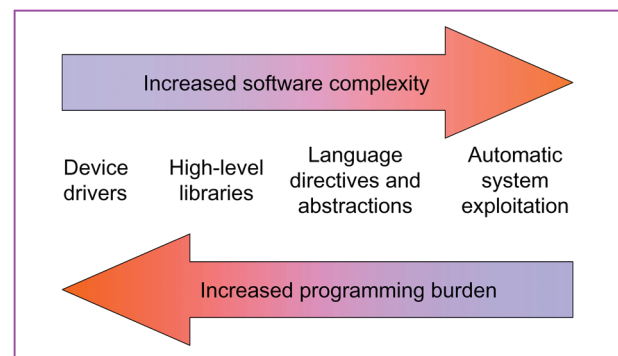 Increased software complexity
Device
drivers
High-level
libraries
Language
directives and
abstractions
Automatic
system
exploitation
Increased programming burden